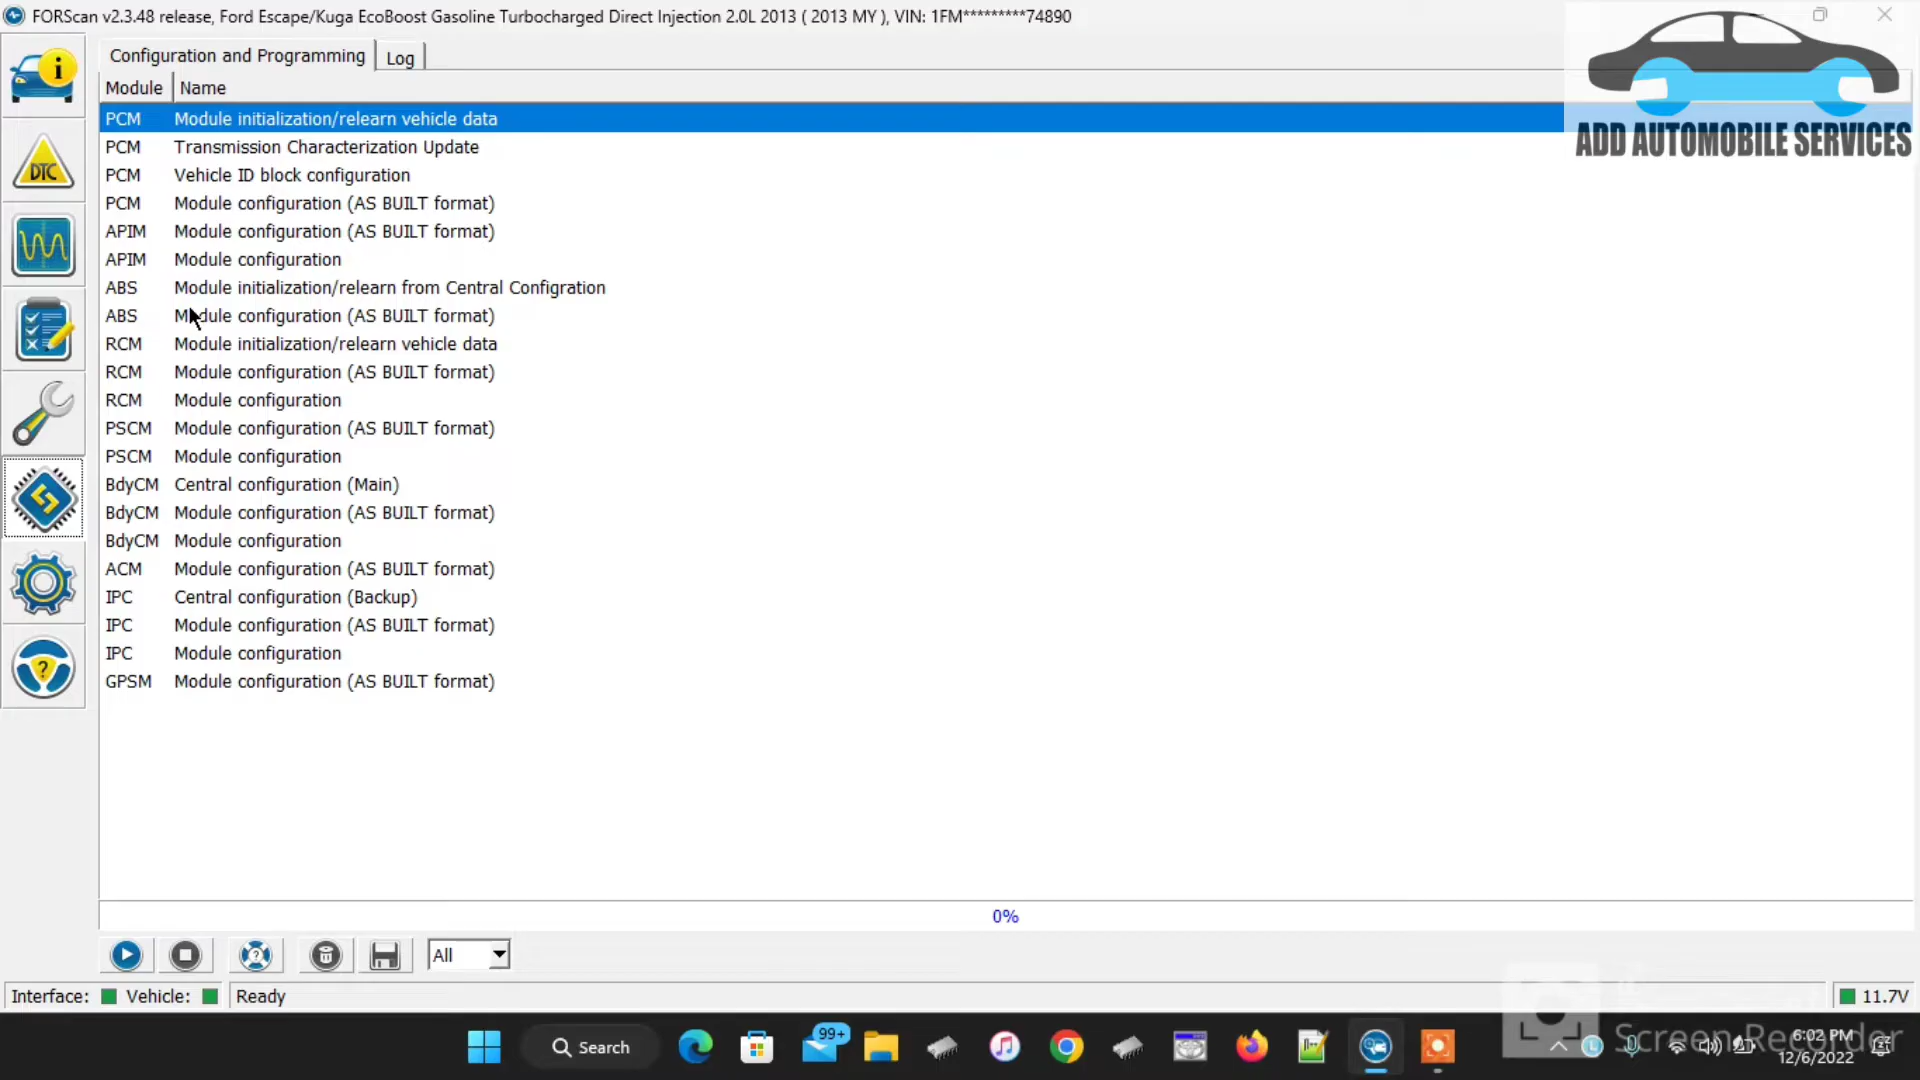 FORScan v2.3.48 release, Ford Escape/Kuga EcoBoost Gasoline Turbocharged Direct Injection 2.0L 2013 ( 2013 MY ), VIN: 1FM*********74890
Configuration and Programming
Log
Module Name
PCM Module initialization/relearn vehicle data
PCM Transmission Characterization Update
PCM Vehicle ID block configuration
PCM Module configuration (AS BUILT format)
APIM Module configuration (AS BUILT format)
APIM Module configuration
ABS Module initialization/relearn from Central Configration
ABS Module configuration (AS BUILT format)
RCM Module initialization/relearn vehicle data
RCM Module configuration (AS BUILT format)
RCM Module configuration
PSCM Module configuration (AS BUILT format)
PSCM Module configuration
BdyCM Central configuration (Main)
BdyCM Module configuration (AS BUILT format)
BdyCM Module configuration
ACM Module configuration (AS BUILT format)
IPC Central configuration (Backup)
IPC Module configuration (AS BUILT format)
IPC Module configuration
GPSM Module configuration (AS BUILT format)
ADD AUTOMOBILE SERVICES
DTC
0%
All
Interface: Vehicle: Ready
11.7V
Search
99+
Screen Recorder
6:02 PM
12/6/2022